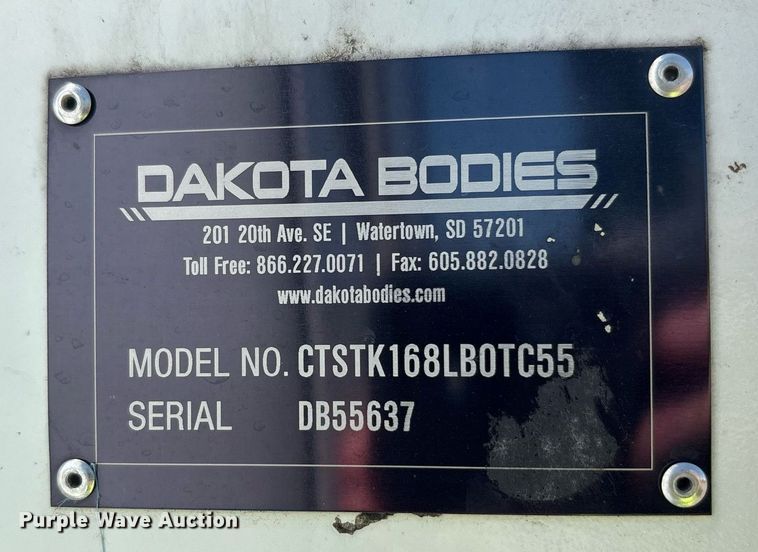 DAKOTA BODIES
201 20th Ave. SE | Watertown, SD 57201
Toll Free: 866.227.0071 | Fax: 605.882.0828
www.dakotabodies.com
MODEL NO. CTSTK168LBOTC55
SERIAL DB55637
Purple Wave Auction